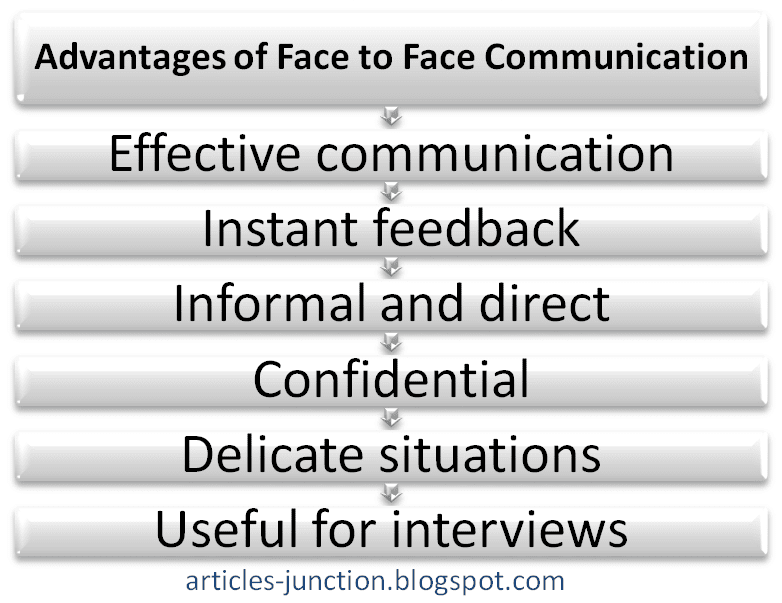 Advantages of Face to Face Communication
Effective communication
Instant feedback
Informal and direct
Confidential
Delicate situations
Useful for interviews
articles-junction.blogspot.com